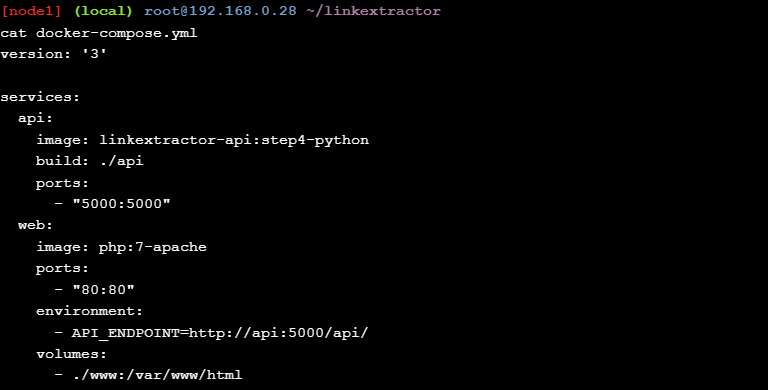 [node1] (local) root@192.168.0.28 ~/linkextractor
cat docker-compose.yml
version: '3'

services:
  api:
    image: linkextractor-api:step4-python
    build: ./api
    ports:
      - "5000:5000"
  web:
    image: php:7-apache
    ports:
      - "80:80"
    environment:
      - API_ENDPOINT=http://api:5000/api/
    volumes:
      - ./www:/var/www/html